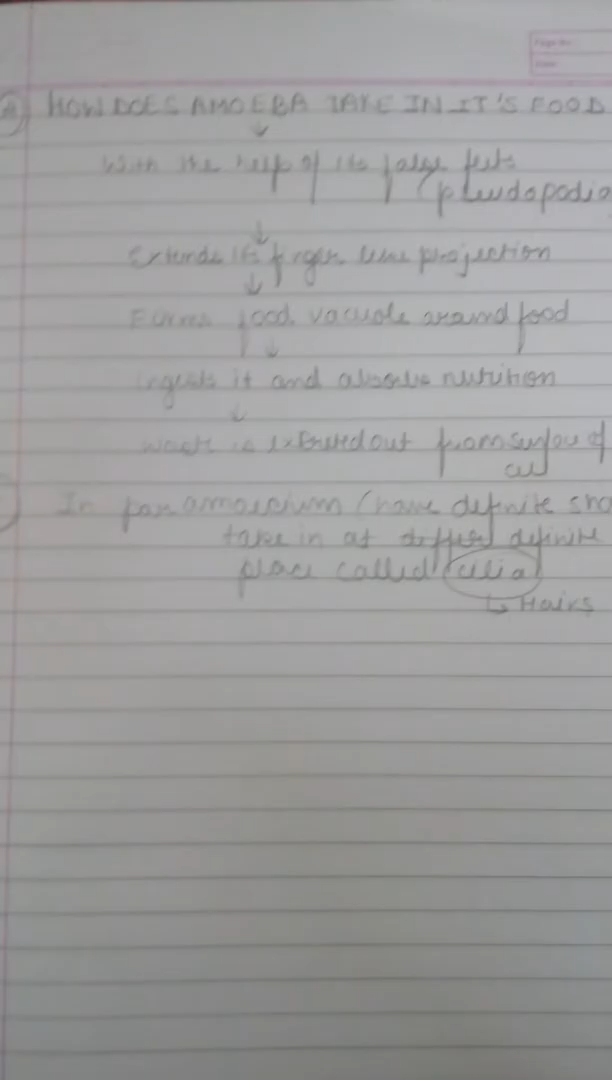 HOW DOES AMOEBA TAKE IN IT'S FOOD
↓
With the help of its false feets
(pseudopodia
↓
Extends its finger like projection
↓
Forms food vacuole around food
↓
ingests it and absorbs nutrition
↓
waste is out from surface of
cell
In paramoecium (have definite sha
take in at definite
place called cilia
↳ Hairs